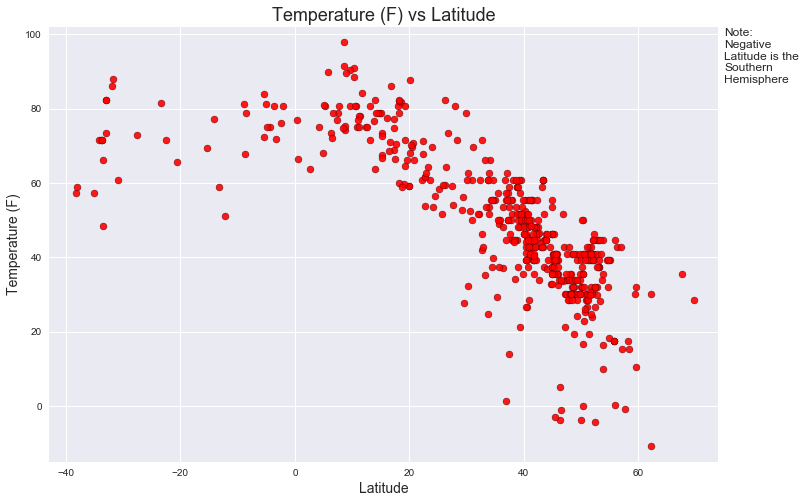 Temperature (F) vs Latitude
Note:
Negative
Latitude is the
Southern
Hemisphere
100
80
60
40
20
0
Temperature (F)
−40
−20
0
20
40
60
Latitude